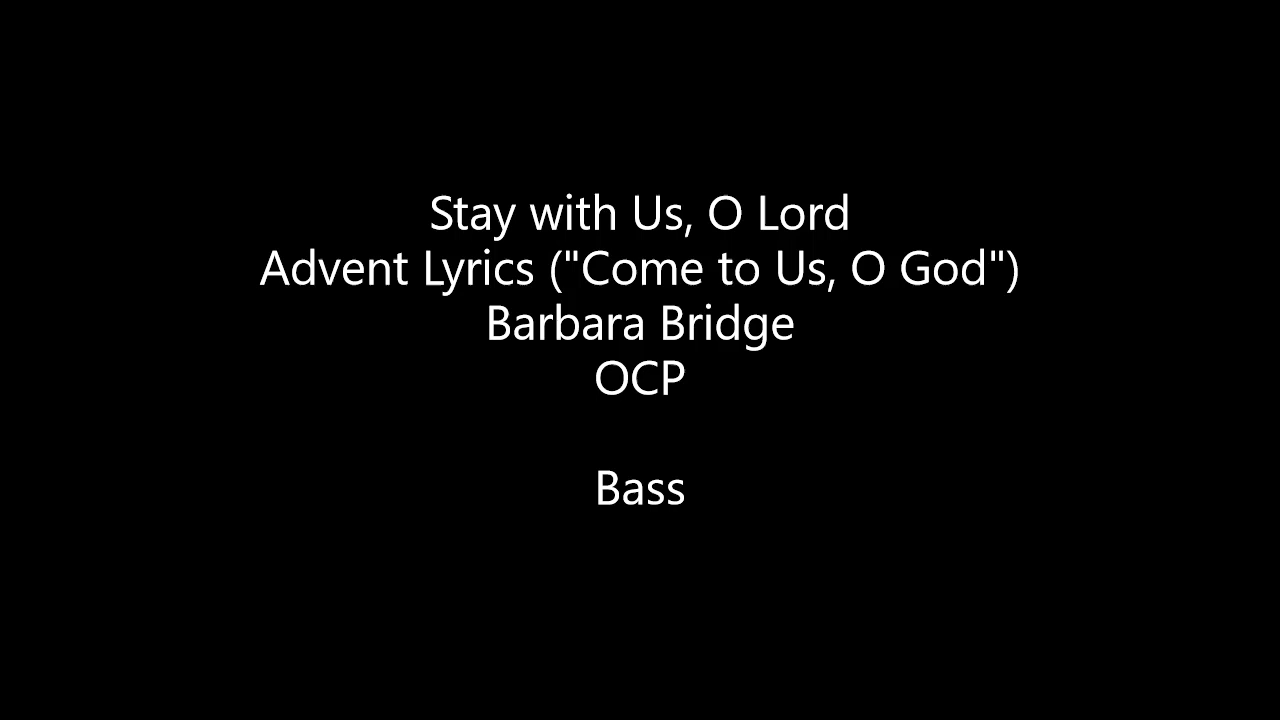 Stay with Us, O Lord
Advent Lyrics ("Come to Us, O God")
Barbara Bridge
OCP
Bass